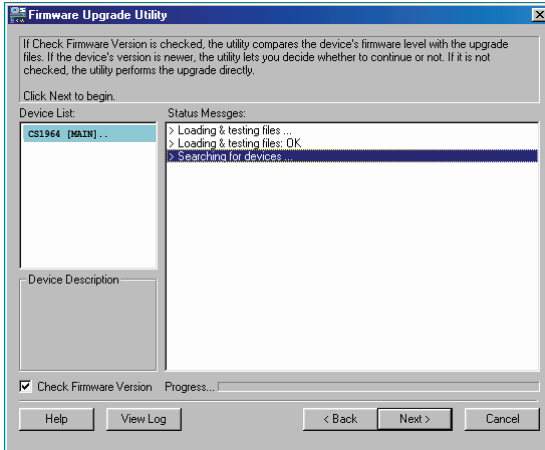 Firmware Upgrade Utility
If Check Firmware Version is checked, the utility compares the device's firmware level with the upgrade
files. If the device's version is newer, the utility lets you decide whether to continue or not. If it is not
checked, the utility performs the upgrade directly.
Click Next to begin.
Device List:
Status Messges:
CS1964 [MAIN]..
> Loading & testing files ...
> Loading & testing files: OK
> Searching for devices ...
Device Description
Check Firmware Version Progress...
Help View Log < Back Next > Cancel